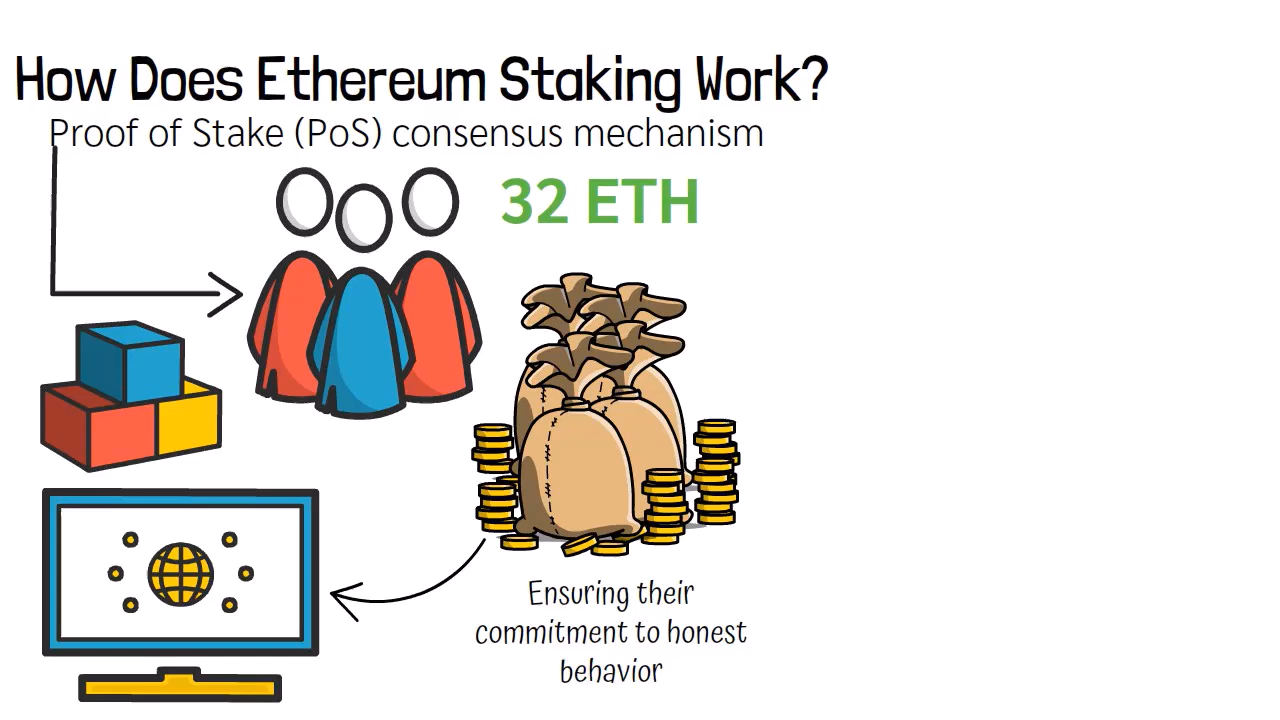 How Does Ethereum Staking Work?
Proof of Stake (PoS) consensus mechanism
32 ETH
Ensuring their
commitment to honest
behavior